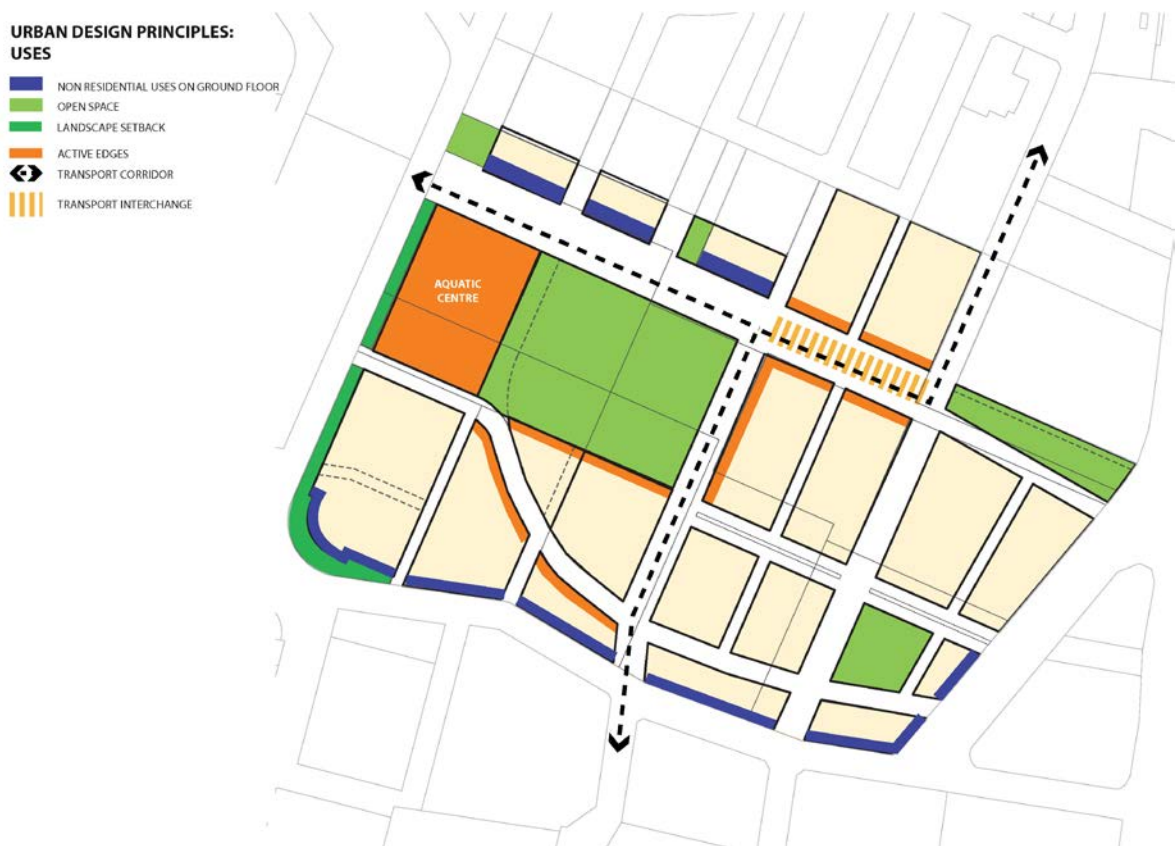 URBAN DESIGN PRINCIPLES:
USES
NON RESIDENTIAL USES ON GROUND FLOOR
OPEN SPACE
LANDSCAPE SETBACK
ACTIVE EDGES
TRANSPORT CORRIDOR
TRANSPORT INTERCHANGE
AQUATIC
CENTRE